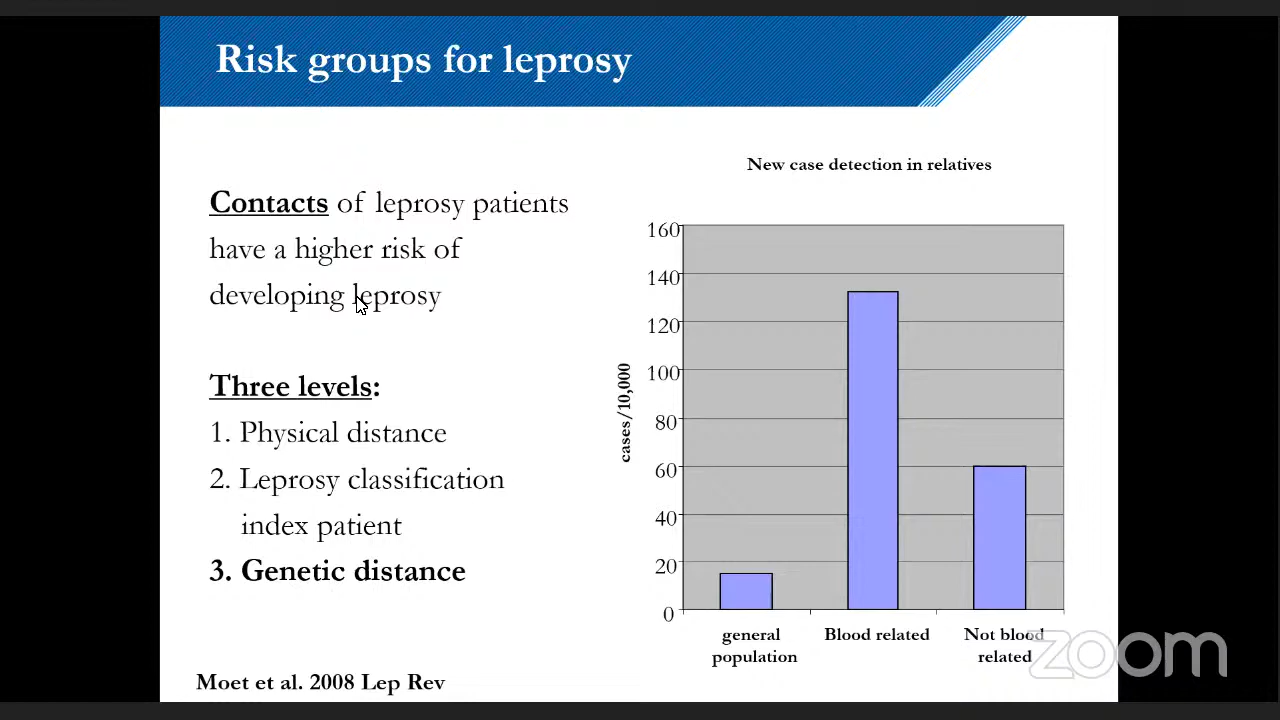 Risk groups for leprosy
Contacts of leprosy patients
have a higher risk of
developing leprosy
Three levels:
1. Physical distance
2. Leprosy classification
index patient
3. Genetic distance
Moet et al. 2008 Lep Rev
New case detection in relatives
cases/10,000
160
140
120
100
80
60
40
20
0
general
population
Blood related
Not blood
related
zoom